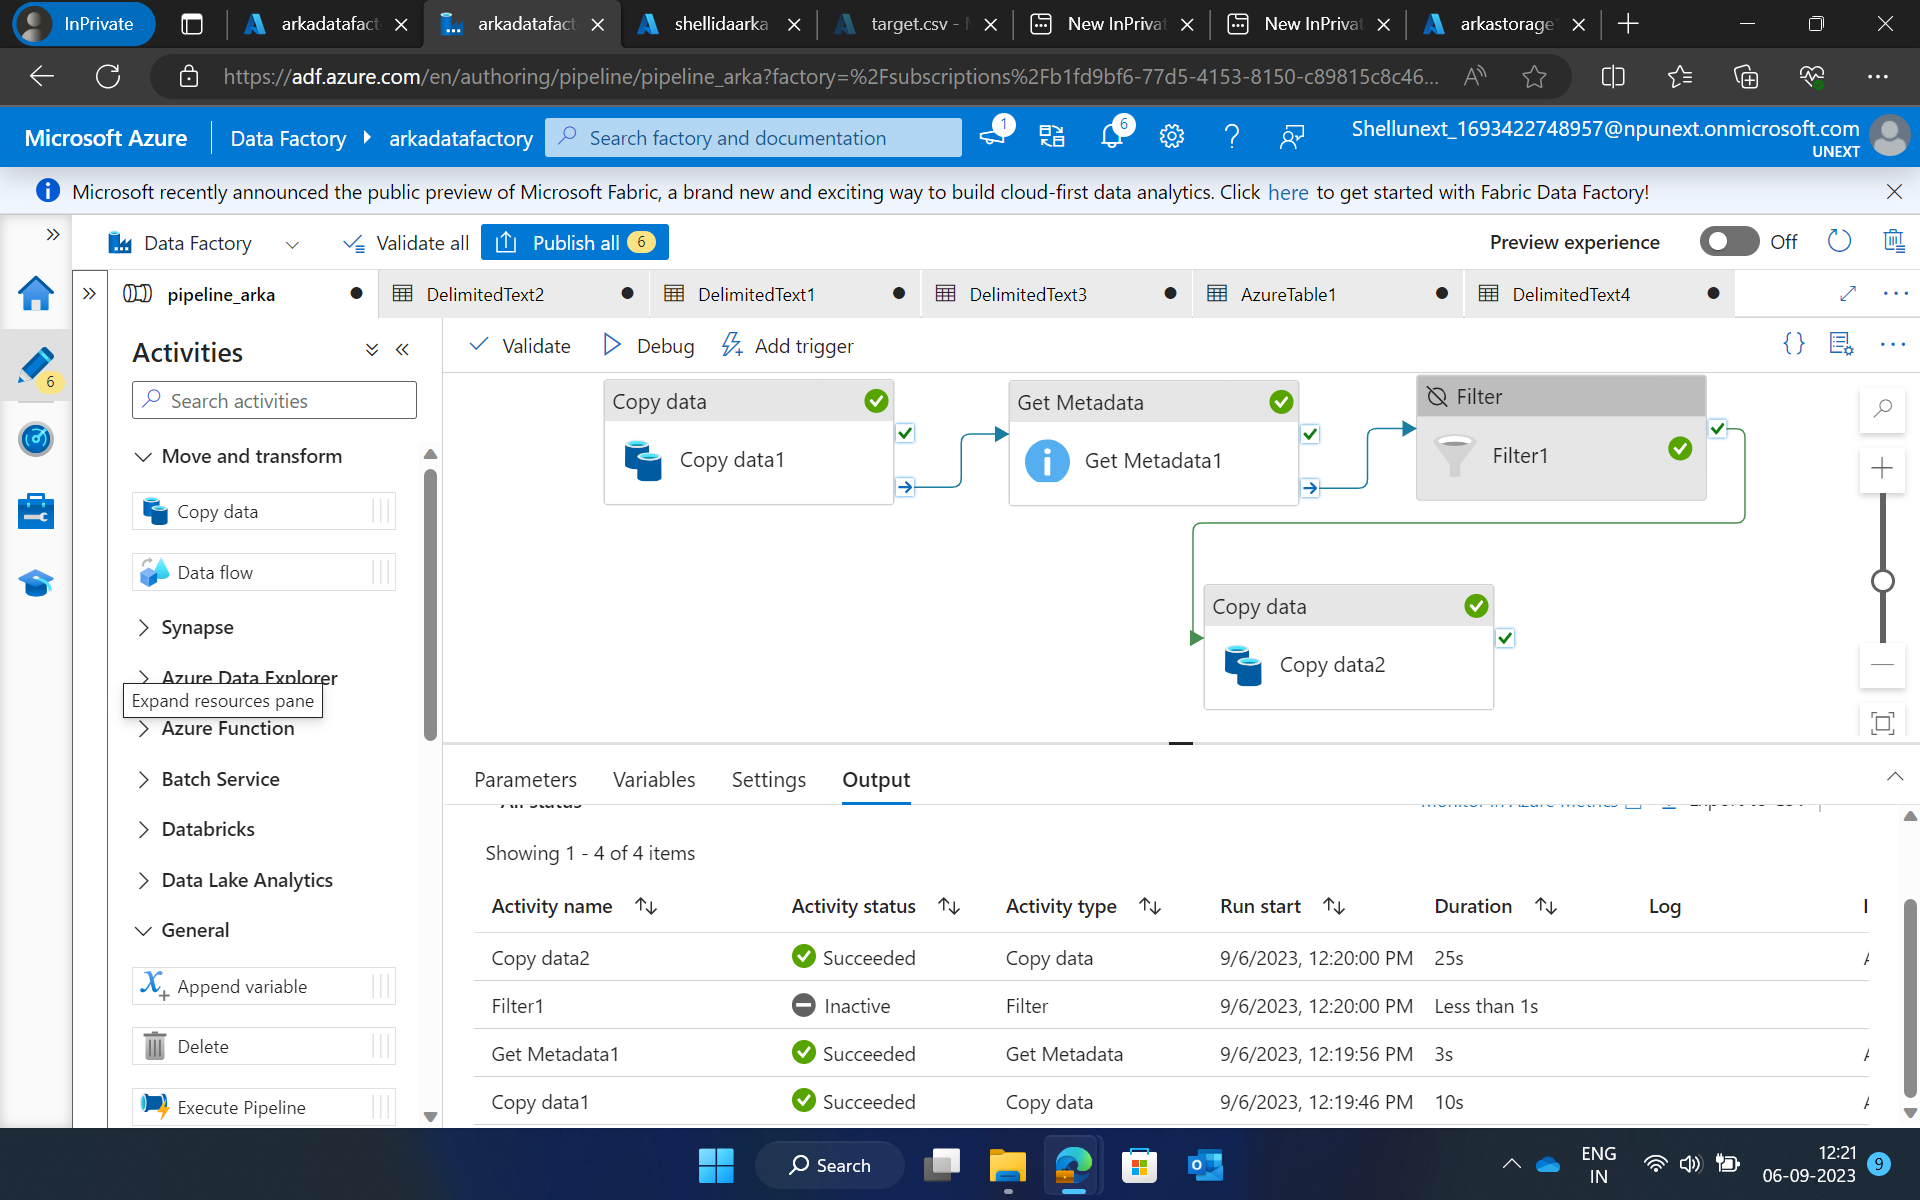 InPrivate
arkadatafact
arkadatafact
shellidaarka
target.csv -
New InPrivat
New InPrivat
arkastorage
https://adf.azure.com/en/authoring/pipeline/pipeline_arka?factory=%2Fsubscriptions%2Fb1fd9bf6-77d5-4153-8150-c89815c8c46...
Microsoft Azure
Data Factory
arkadatafactory
Search factory and documentation
1
6
Shellunext_1693422748957@npunext.onmicrosoft.com
UNEXT
Microsoft recently announced the public preview of Microsoft Fabric, a brand new and exciting way to build cloud-first data analytics. Click here to get started with Fabric Data Factory!
Data Factory
Validate all
Publish all 6
Preview experience
Off
pipeline_arka
DelimitedText2
DelimitedText1
DelimitedText3
AzureTable1
DelimitedText4
6
Activities
Search activities
Validate
Debug
Add trigger
Move and transform
Copy data
Data flow
Synapse
Azure Data Explorer
Expand resources pane
Azure Function
Batch Service
Databricks
Data Lake Analytics
General
Append variable
Delete
Execute Pipeline
Copy data
Copy data1
Get Metadata
Get Metadata1
Filter
Filter1
Copy data
Copy data2
Parameters
Variables
Settings
Output
All status
Monitor in Azure Metrics
Export to CSV
Showing 1 - 4 of 4 items
Activity name Activity status Activity type Run start Duration Log
Copy data2 Succeeded Copy data 9/6/2023, 12:20:00 PM 25s
Filter1 Inactive Filter 9/6/2023, 12:20:00 PM Less than 1s
Get Metadata1 Succeeded Get Metadata 9/6/2023, 12:19:56 PM 3s
Copy data1 Succeeded Copy data 9/6/2023, 12:19:46 PM 10s
Search
ENG
IN
12:21
06-09-2023
9